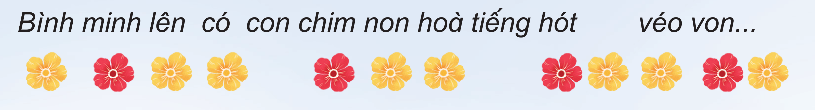 Bình minh lên có con chim non hoà tiếng hót véo von...